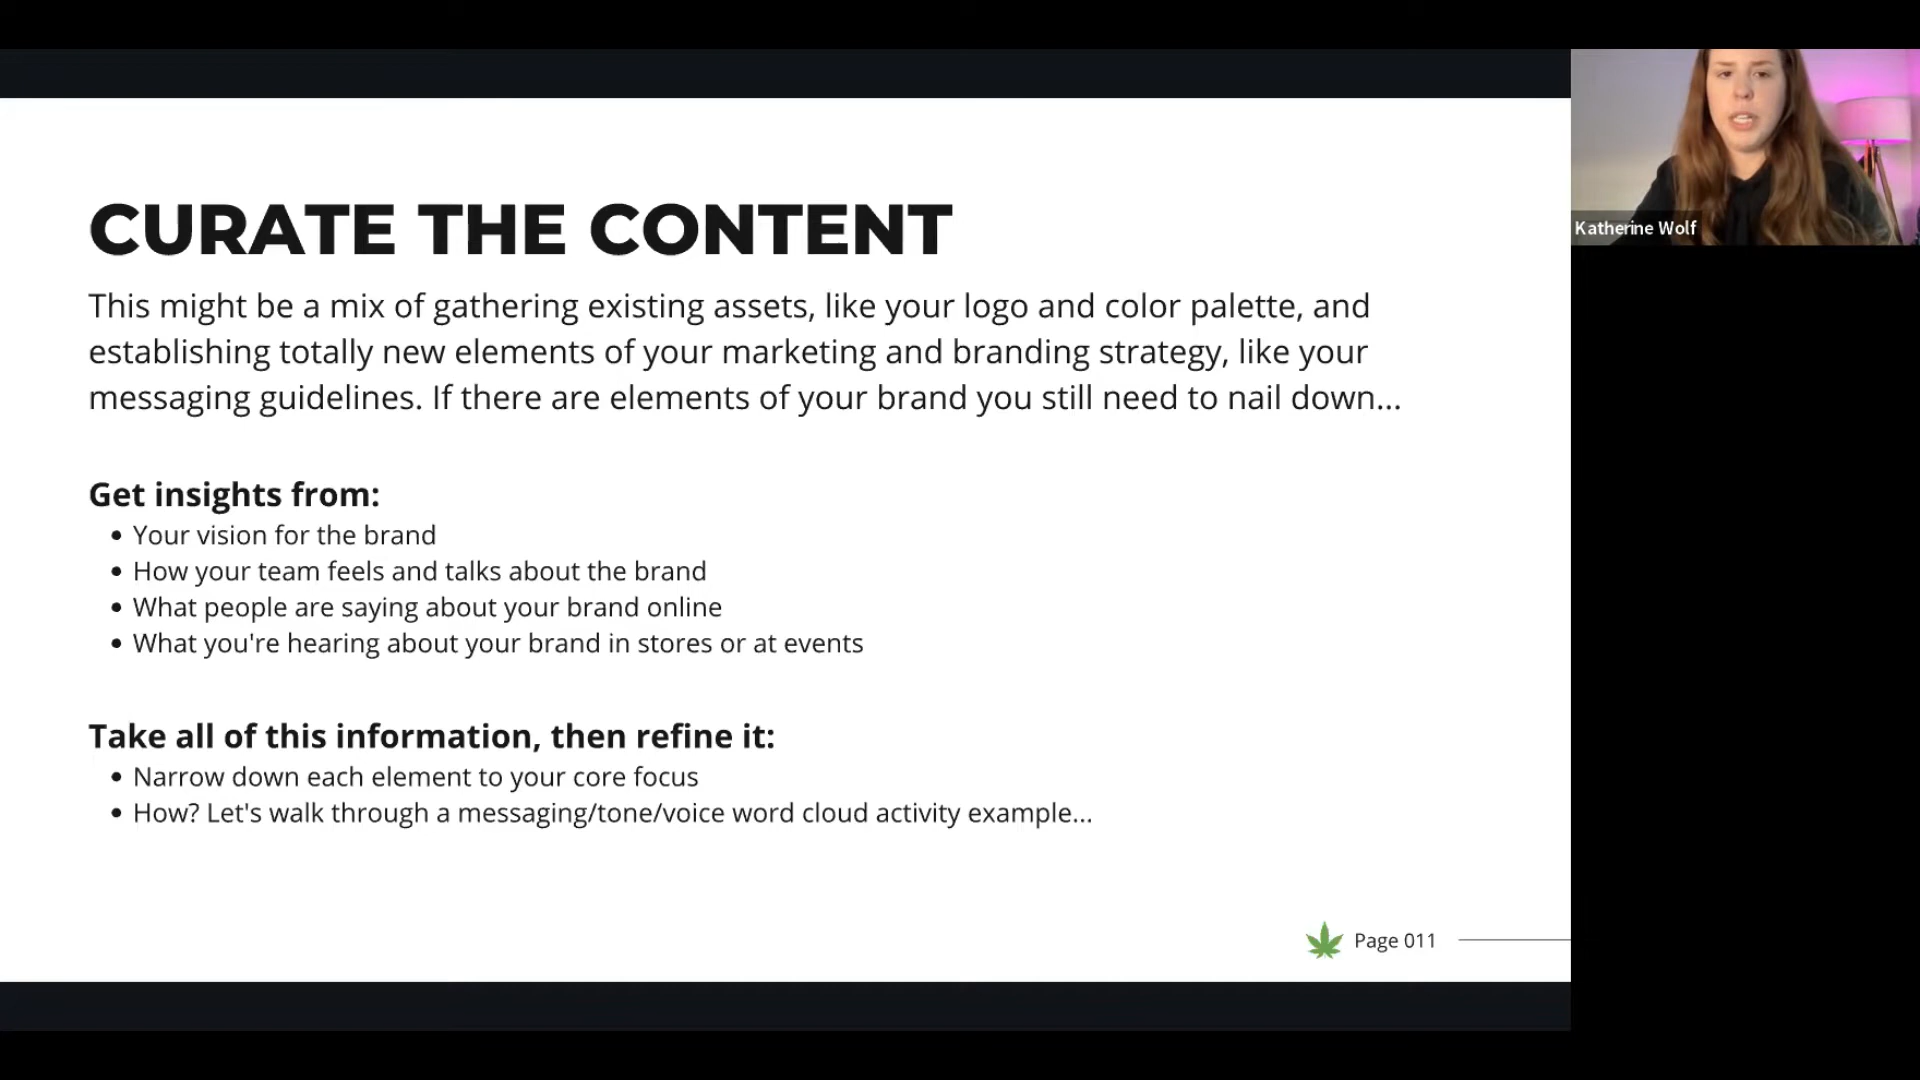 CURATE THE CONTENT
This might be a mix of gathering existing assets, like your logo and color palette, and
establishing totally new elements of your marketing and branding strategy, like your
messaging guidelines. If there are elements of your brand you still need to nail down...
Get insights from:
• Your vision for the brand
• How your team feels and talks about the brand
• What people are saying about your brand online
• What you're hearing about your brand in stores or at events
Take all of this information, then refine it:
• Narrow down each element to your core focus
• How? Let's walk through a messaging/tone/voice word cloud activity example...
Page 011
Katherine Wolf